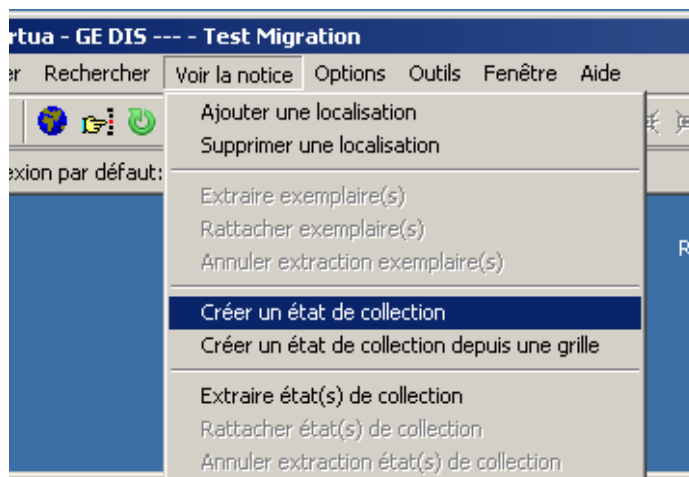 rtua - GE DIS --- - Test Migration
er Rechercher Voir la notice Options Outils Fenêtre Aide
exion par défaut:
Ajouter une localisation
Supprimer une localisation
Extraire exemplaire(s)
Rattacher exemplaire(s)
Annuler extraction exemplaire(s)
R
Créer un état de collection
Créer un état de collection depuis une grille
Extraire état(s) de collection
Rattacher état(s) de collection
Annuler extraction état(s) de collection